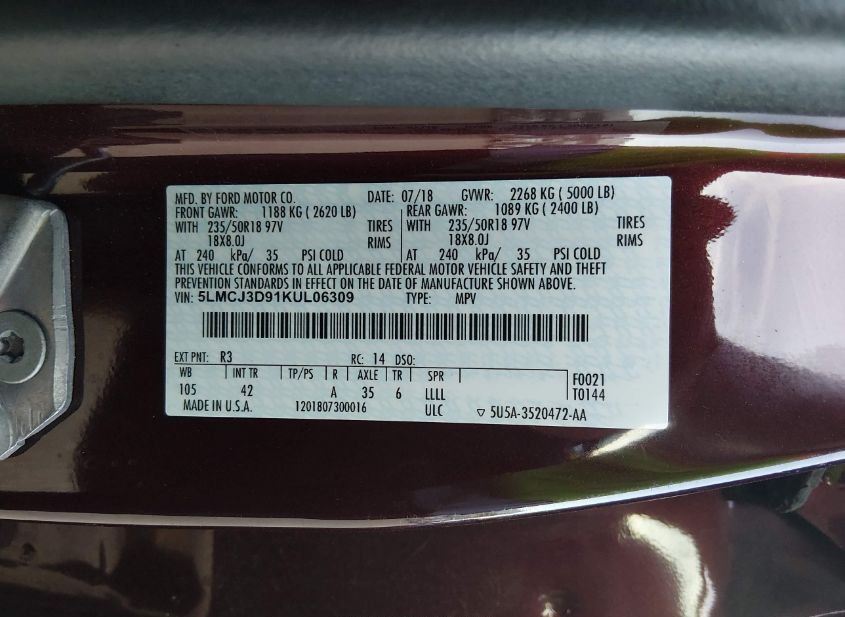 MFD. BY FORD MOTOR CO. DATE: 07/18 GVWR: 2268 KG ( 5000 LB)
FRONT GAWR: 1188 KG ( 2620 LB) REAR GAWR: 1089 KG ( 2400 LB)
WITH 235/50R18 97V TIRES WITH 235/50R18 97V TIRES
18X8.0J RIMS 18X8.0J RIMS
AT 240 kPa/ 35 PSI COLD AT 240 kPa/ 35 PSI COLD
THIS VEHICLE CONFORMS TO ALL APPLICABLE FEDERAL MOTOR VEHICLE SAFETY AND THEFT
PREVENTION STANDARDS IN EFFECT ON THE DATE OF MANUFACTURE SHOWN ABOVE.
VIN: 5LMCJ3D91KUL06309 TYPE: MPV
EXT PNT: R3 RC: 14 DSO:
WB INT TR TP/PS R AXLE TR SPR F0021
105 42 A 35 6 LLLL T0144
MADE IN U.S.A. 1201807300016 ULC ▽ 5U5A-3520472-AA